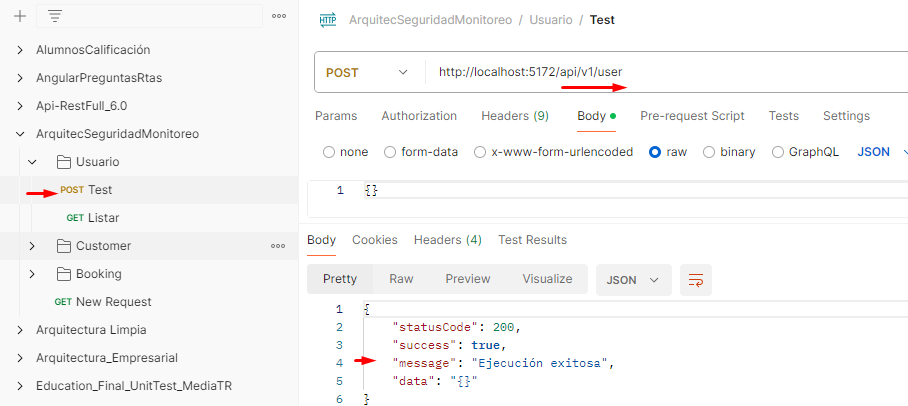 AlumnosCalificación
AngularPreguntasRtas
Api-RestFull_6.0
ArquitecSeguridadMonitoreo
Usuario
POST Test
GET Listar
Customer
Booking
GET New Request
Arquitectura Limpia
Arquitectura_Empresarial
Education_Final_UnitTest_MediaTR
HTTP ArquitecSeguridadMonitoreo / Usuario / Test
POST http://localhost:5172/api/v1/user
Params Authorization Headers (9) Body Pre-request Script Tests Settings
none form-data x-www-form-urlencoded raw binary GraphQL JSON
1 {}
Body Cookies Headers (4) Test Results
Pretty Raw Preview Visualize JSON
1 {
2 "statusCode": 200,
3 "success": true,
4 "message": "Ejecución exitosa",
5 "data": "{}"
6 }